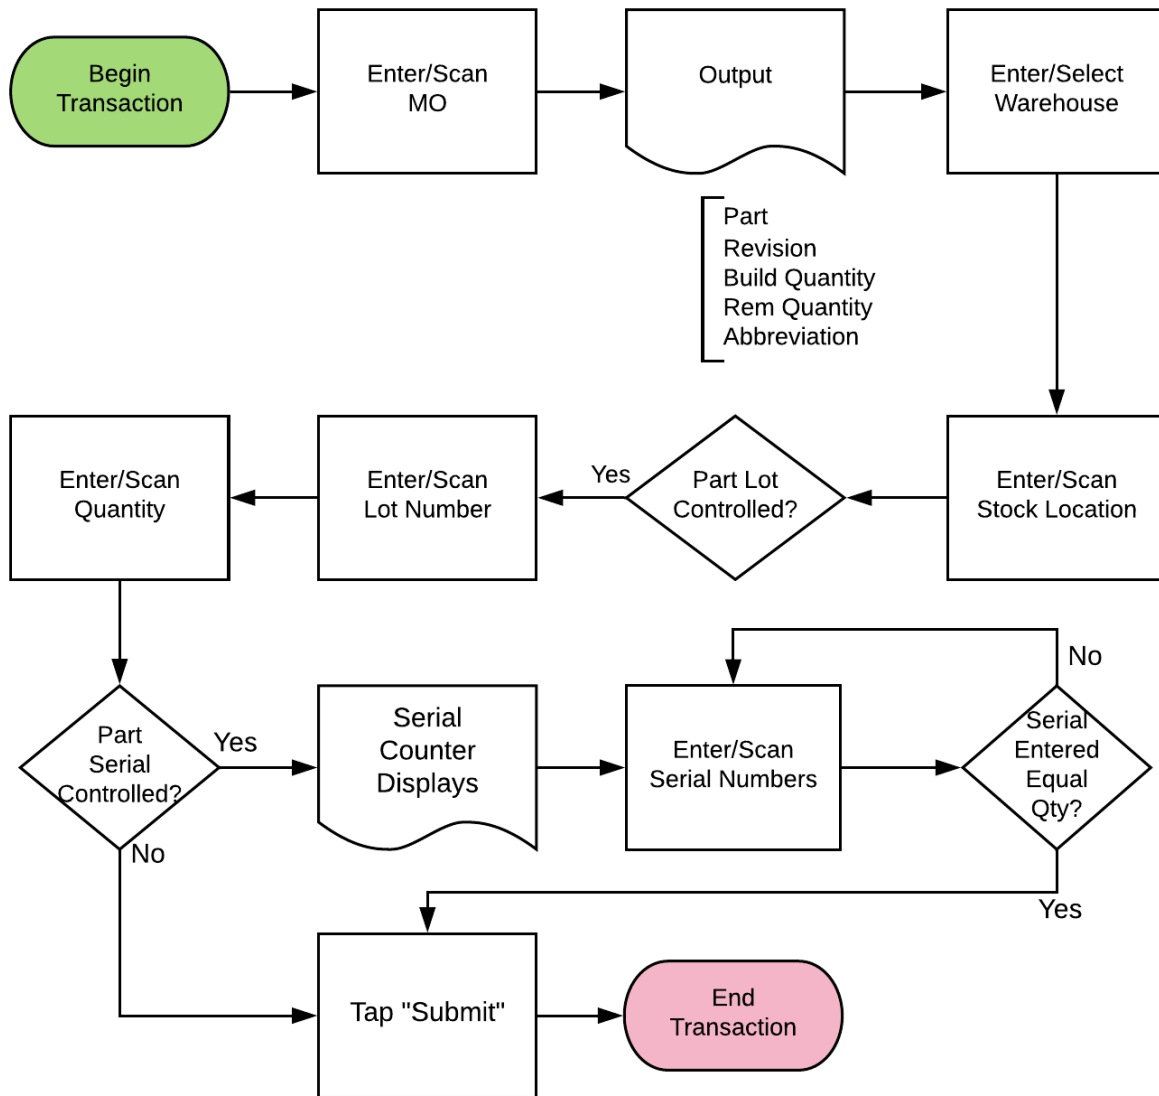 Begin
Transaction
Enter/Scan
MO
Output
Enter/Select
Warehouse
Part
Revision
Build Quantity
Rem Quantity
Abbreviation
Enter/Scan
Quantity
Enter/Scan
Lot Number
Yes
Part Lot
Controlled?
Enter/Scan
Stock Location
Part
Serial
Controlled?
Yes
No
Serial
Counter
Displays
Enter/Scan
Serial Numbers
No
Serial
Entered
Equal
Qty?
Yes
Tap "Submit"
End
Transaction